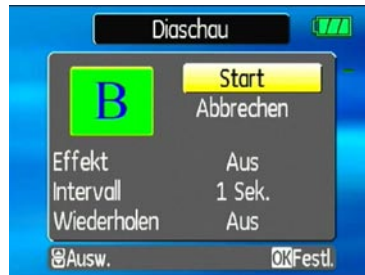 Diaschau
B
Start
Abbrechen
Effekt Aus
Intervall 1 Sek.
Wiederholen Aus
Ausw. OK Festl.